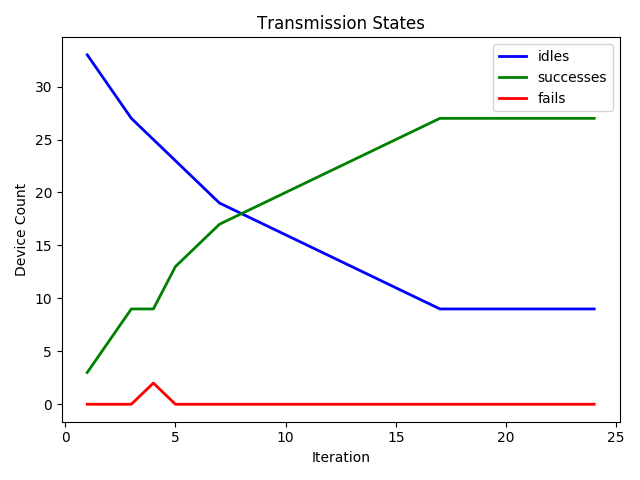 Transmission States
idles
successes
fails
Device Count
30
25
20
15
10
5
0
0 5 10 15 20 25
Iteration